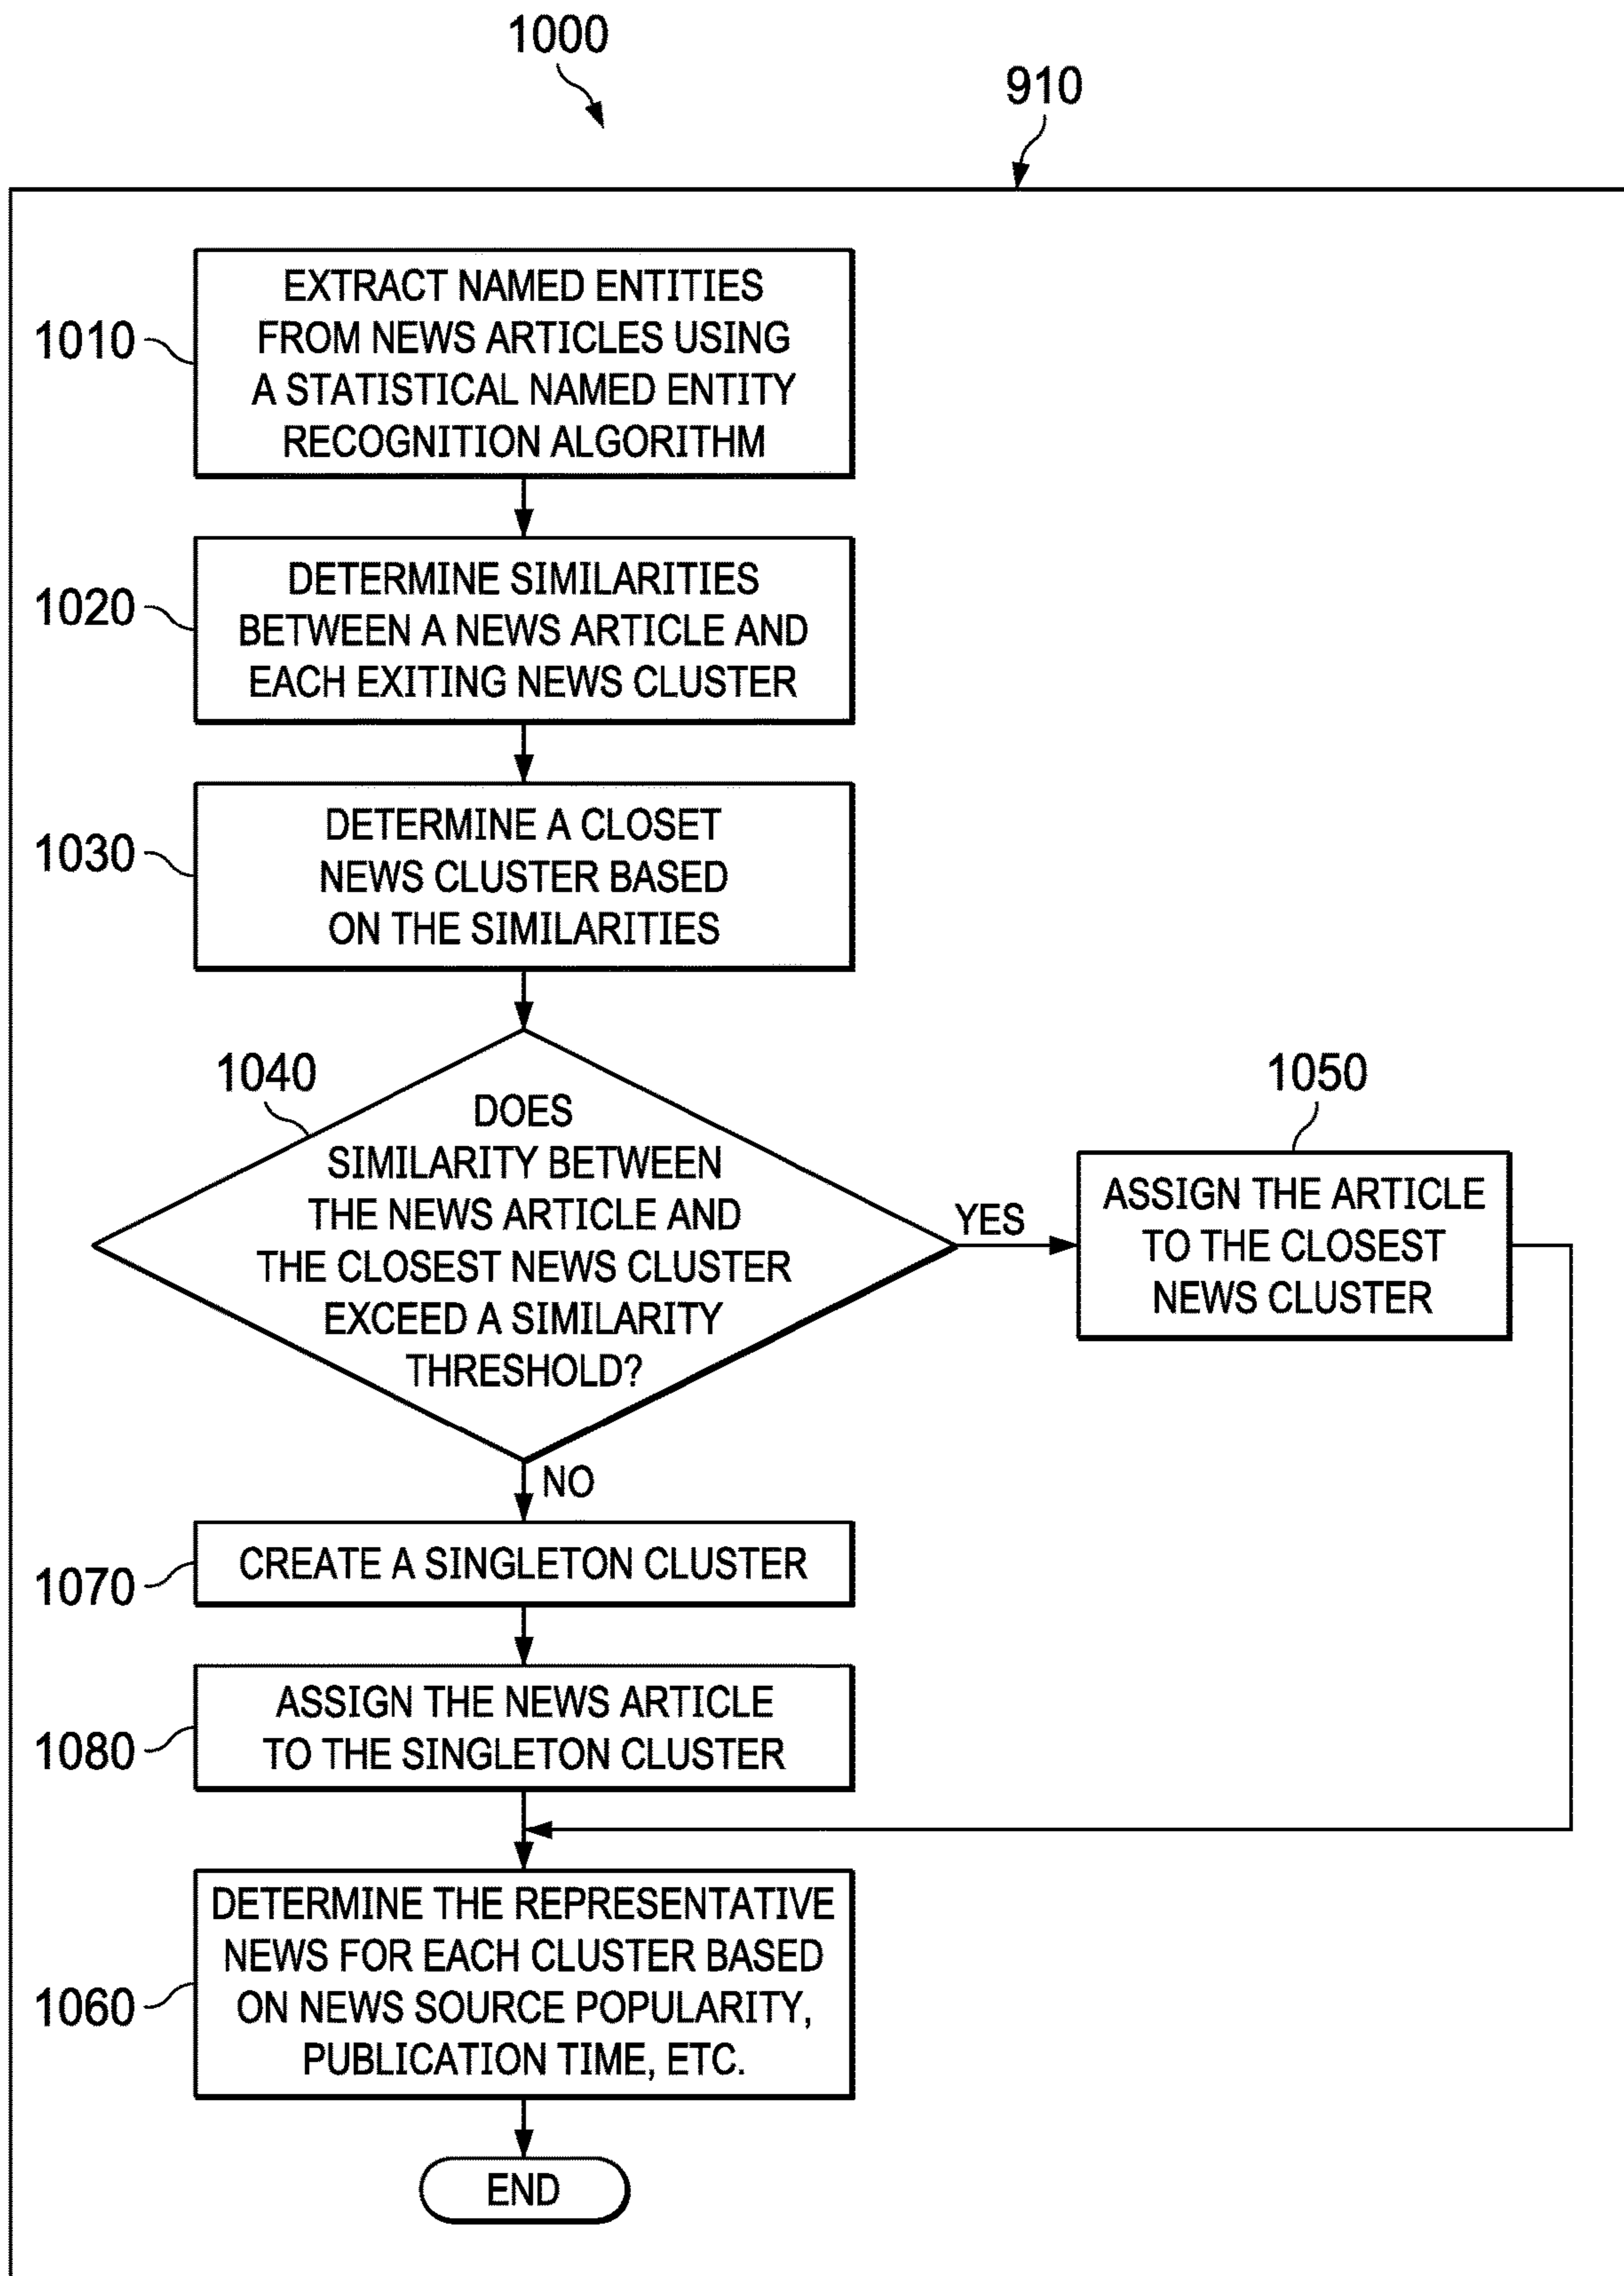 1000
910
1010
EXTRACT NAMED ENTITIES
FROM NEWS ARTICLES USING
A STATISTICAL NAMED ENTITY
RECOGNITION ALGORITHM
1020
DETERMINE SIMILARITIES
BETWEEN A NEWS ARTICLE AND
EACH EXITING NEWS CLUSTER
1030
DETERMINE A CLOSET
NEWS CLUSTER BASED
ON THE SIMILARITIES
1040
DOES
SIMILARITY BETWEEN
THE NEWS ARTICLE AND
THE CLOSEST NEWS CLUSTER
EXCEED A SIMILARITY
THRESHOLD?
YES
1050
ASSIGN THE ARTICLE
TO THE CLOSEST
NEWS CLUSTER
NO
1070
CREATE A SINGLETON CLUSTER
1080
ASSIGN THE NEWS ARTICLE
TO THE SINGLETON CLUSTER
1060
DETERMINE THE REPRESENTATIVE
NEWS FOR EACH CLUSTER BASED
ON NEWS SOURCE POPULARITY,
PUBLICATION TIME, ETC.
END